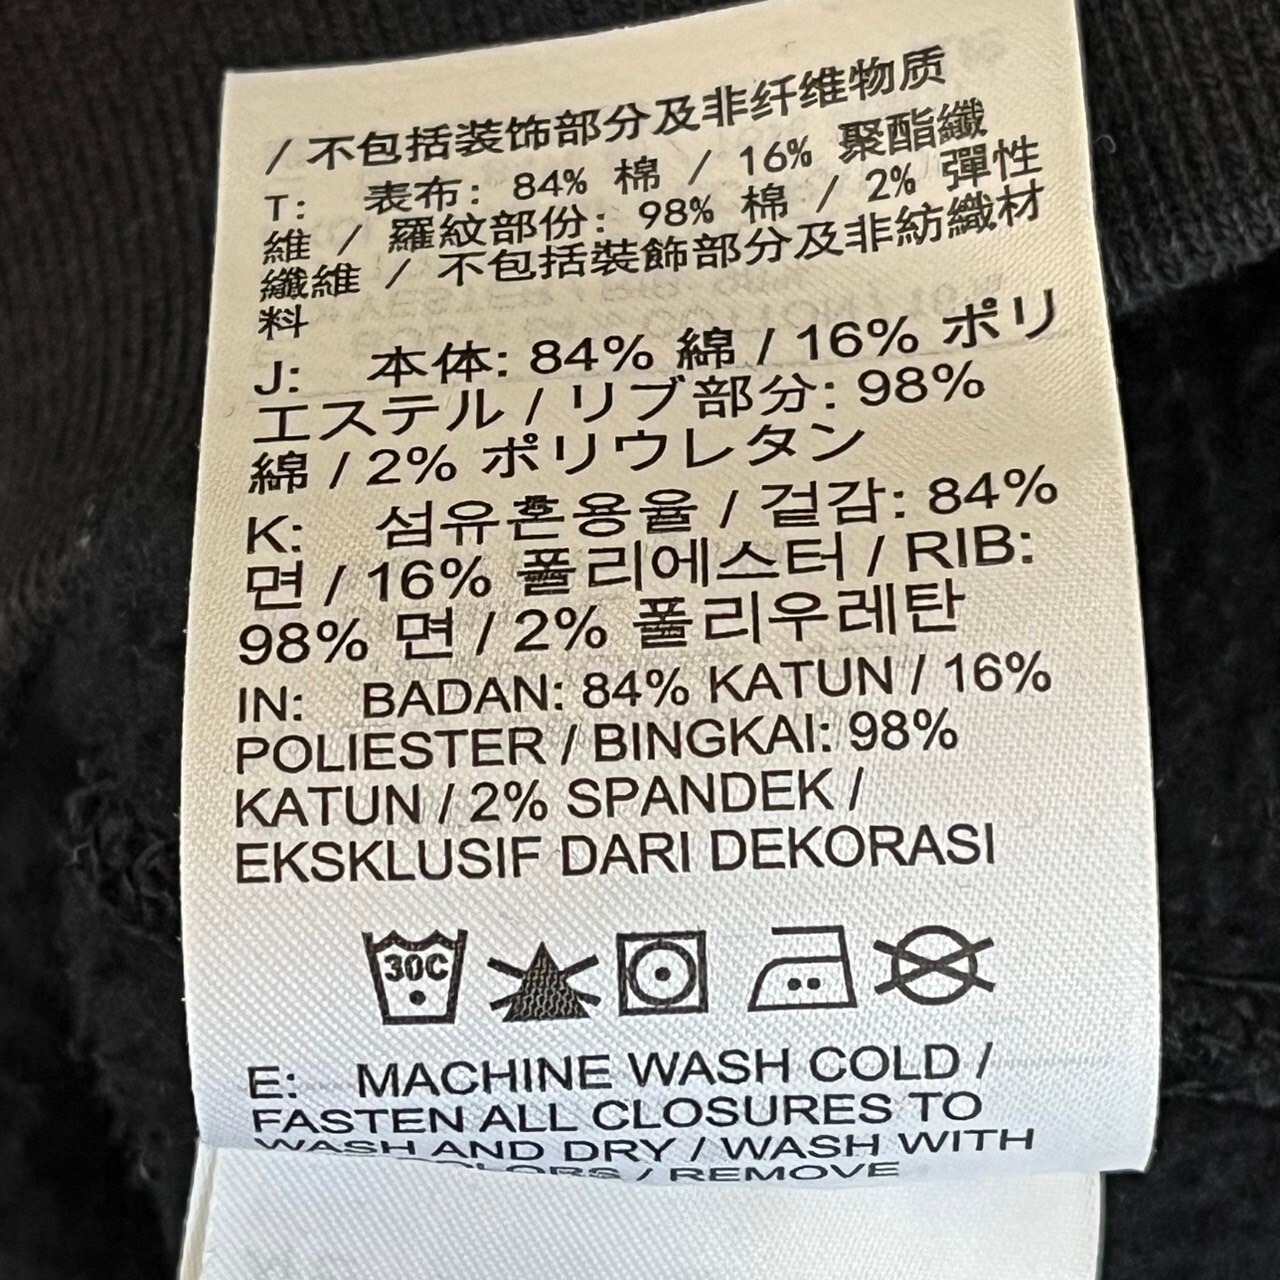 / 不包括装饰部分及非纤维物质
T: 表布: 84% 棉 / 16% 聚酯纖
維 / 羅紋部份: 98% 棉 / 2% 彈性
纖維 / 不包括裝飾部分及非紡織材
料
J: 本体: 84% 綿 / 16% ポリ
エステル / リブ部分: 98%
綿 / 2% ポリウレタン
K: 섬유혼용율 / 겉감: 84%
면 / 16% 폴리에스터 / RIB:
98% 면 / 2% 폴리우레탄
IN: BADAN: 84% KATUN / 16%
POLIESTER / BINGKAI: 98%
KATUN / 2% SPANDEK /
EKSKLUSIF DARI DEKORASI
30C
E: MACHINE WASH COLD /
FASTEN ALL CLOSURES TO
WASH AND DRY / WASH WITH
COLORS / REMOVE